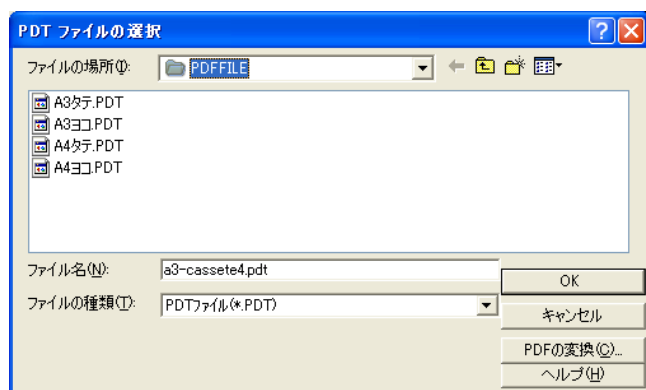 PDT ファイルの選択
ファイルの場所(I):
PDFFILE
A3タテ.PDT
A3ヨコ.PDT
A4タテ.PDT
A4ヨコ.PDT
ファイル名(N):
a3-cassete4.pdt
OK
ファイルの種類(T):
PDTファイル(*.PDT)
キャンセル
PDFの変換(C)...
ヘルプ(H)